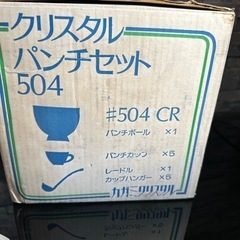 クリスタル
パンチセット
504
#504 CR
パンチボール ×1
パンチカップ ×5
レードル ×1
カップハンガー ×5
カガミクリスタル